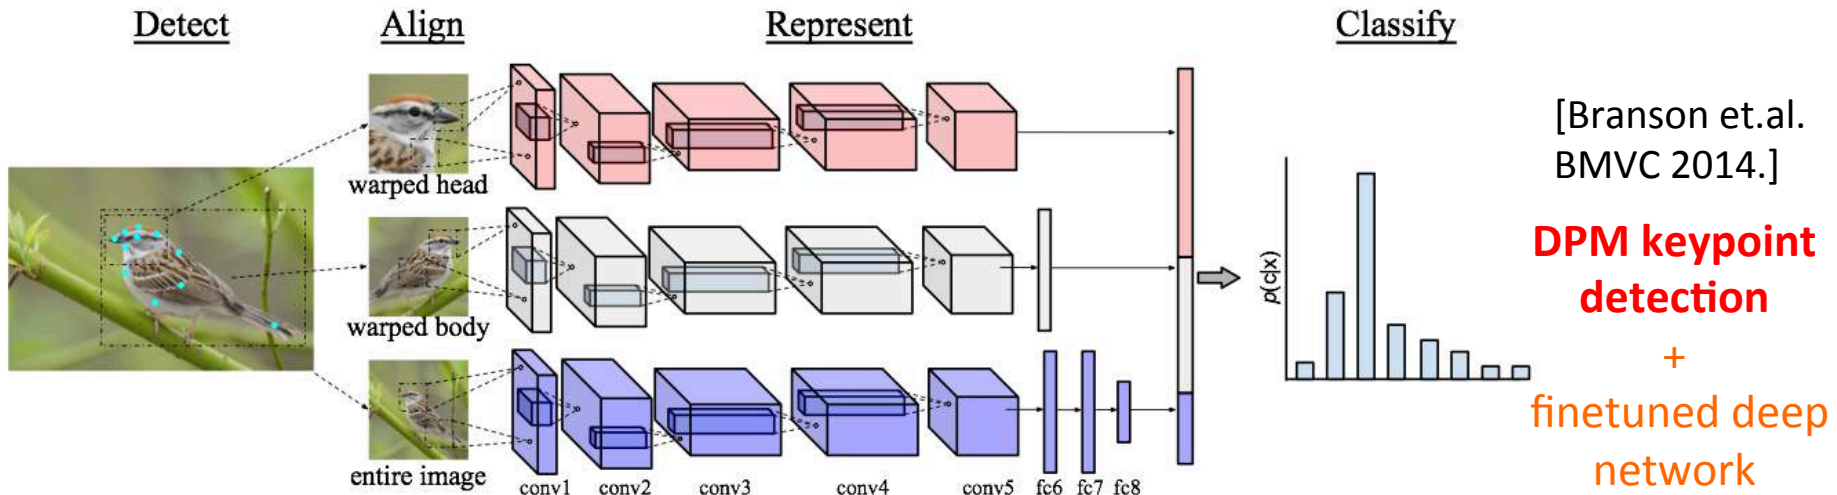 Detect
Align
Represent
Classify
warped head
warped body
entire image
conv1
conv2
conv3
conv4
conv5
fc6
fc7
fc8
p(c|x)
[Branson et.al.
BMVC 2014.]
DPM keypoint
detection
+
finetuned deep
network